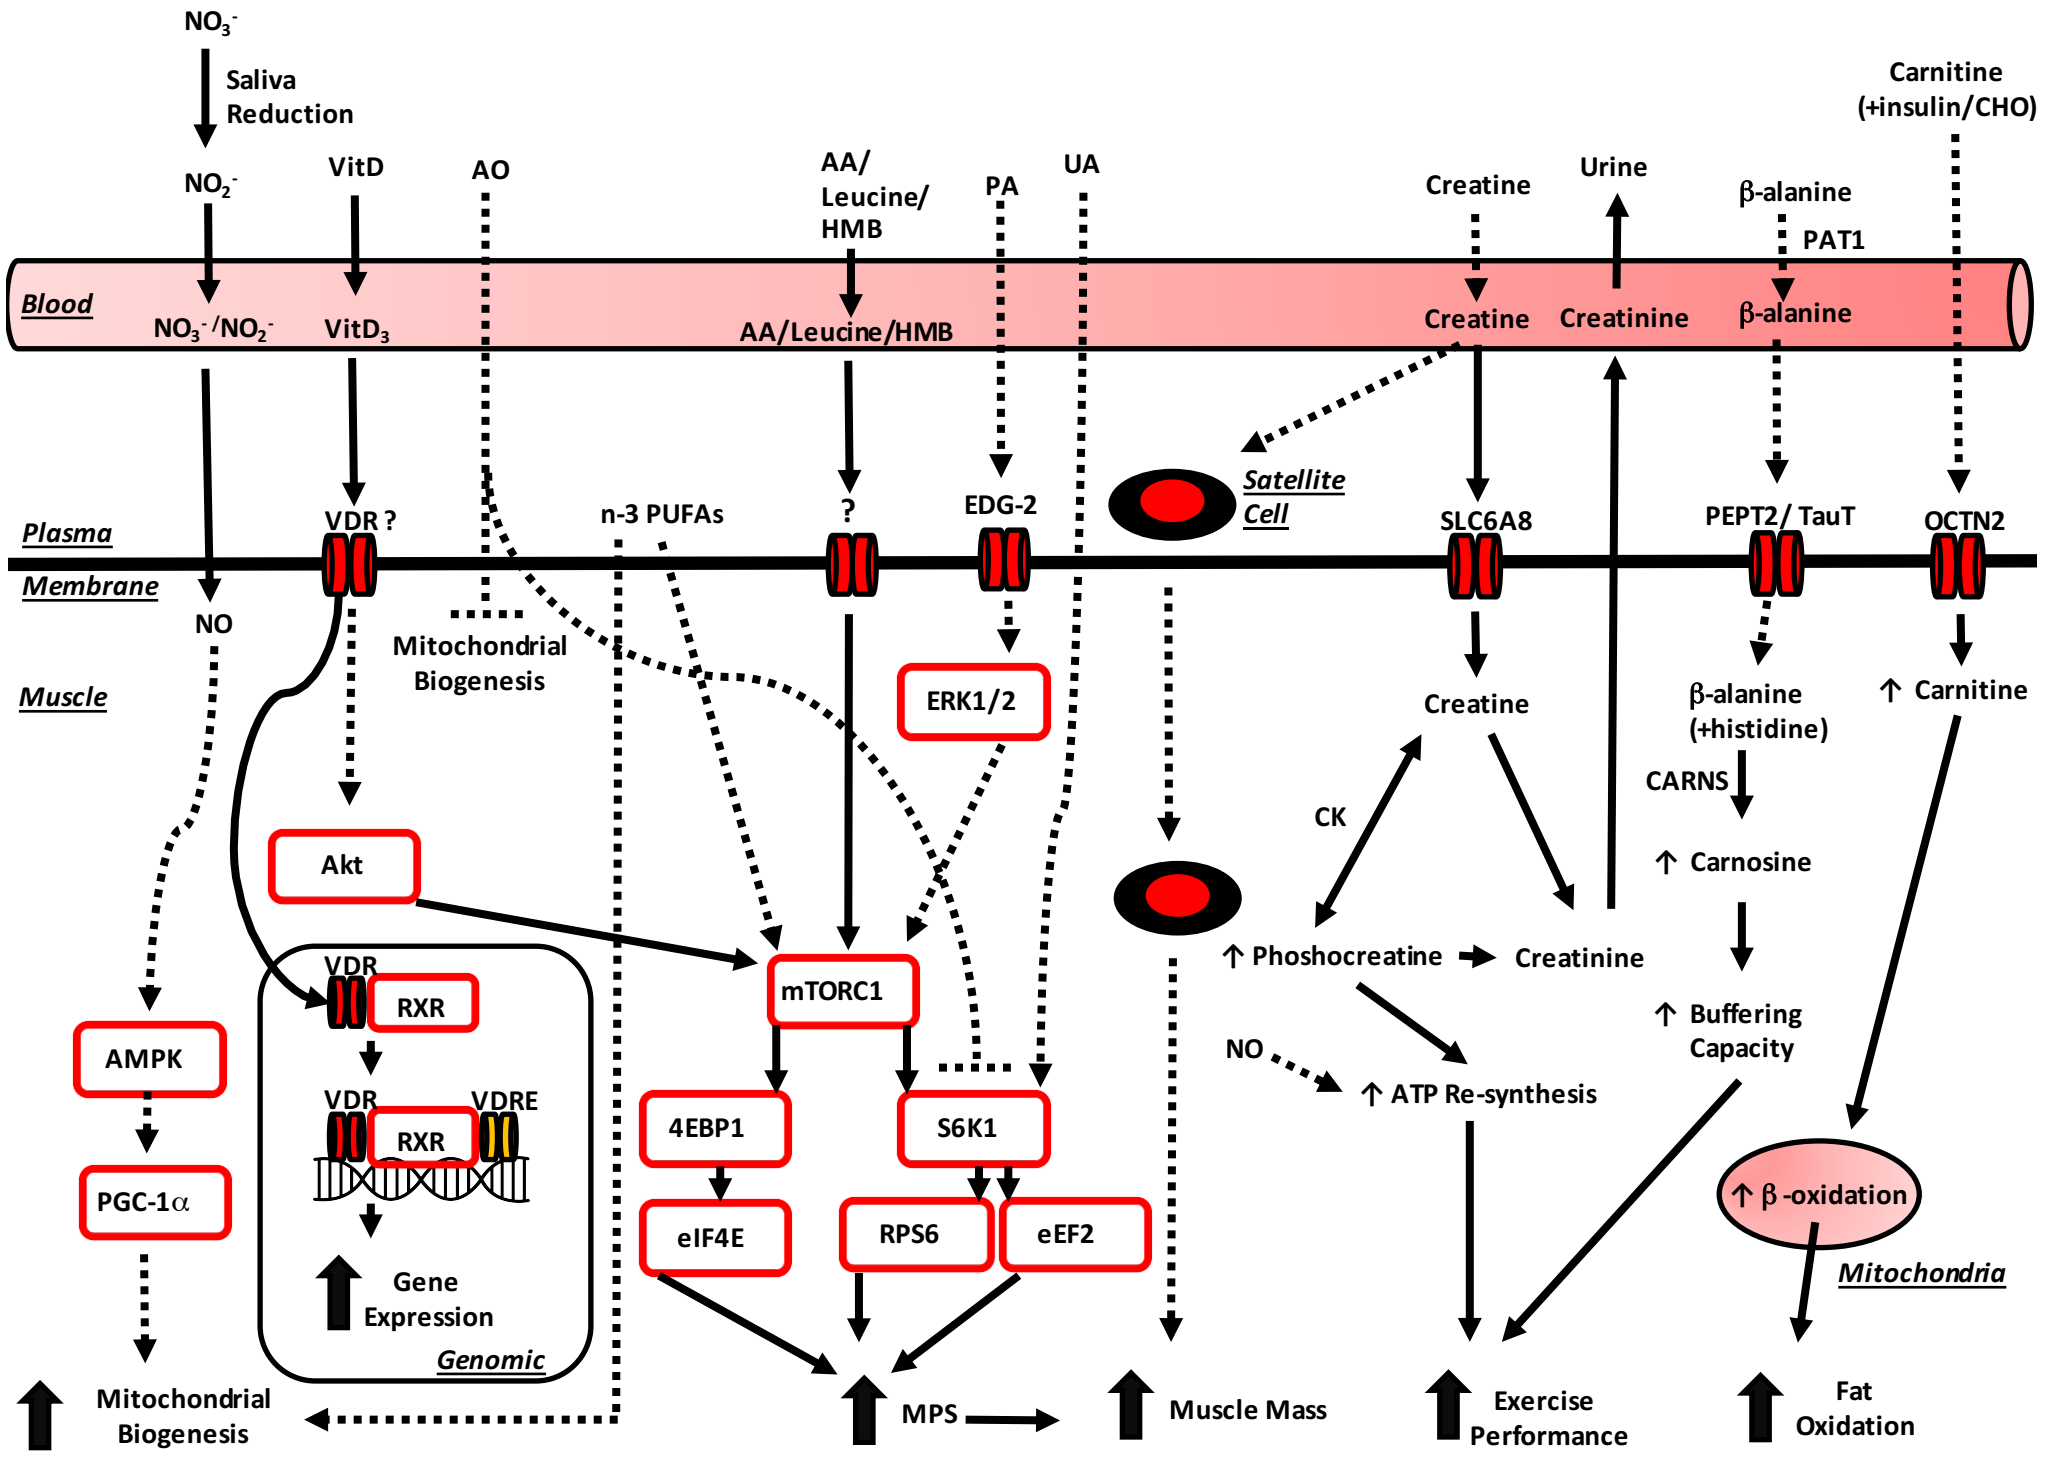 NO3-
Saliva
Reduction
NO2-
VitD
AO
AA/
Leucine/
HMB
PA
UA
Creatine
Urine
β-alanine
PAT1
Carnitine
(+insulin/CHO)
Blood
NO3- /NO2-
VitD3
AA/Leucine/HMB
Creatine
Creatinine
β-alanine
Plasma
Membrane
VDR ?
n-3 PUFAs
?
EDG-2
Satellite
Cell
SLC6A8
PEPT2/ TauT
OCTN2
NO
Mitochondrial
Biogenesis
Muscle
ERK1/2
Creatine
β-alanine
(+histidine)
↑ Carnitine
CARNS
CK
Akt
↑ Carnosine
↑ Phoshocreatine
Creatinine
VDR
RXR
mTORC1
↑ Buffering
Capacity
AMPK
NO
↑ ATP Re-synthesis
VDR
RXR
VDRE
4EBP1
S6K1
PGC-1α
↑ β -oxidation
eIF4E
RPS6
eEF2
Mitochondria
Gene
Expression
Genomic
Mitochondrial
Biogenesis
MPS
Muscle Mass
Exercise
Performance
Fat
Oxidation